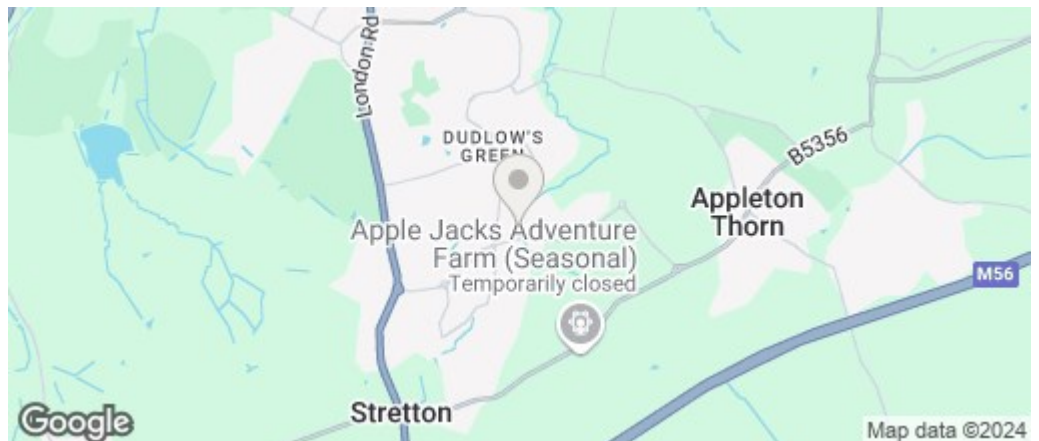 London Rd
DUDLOW'S
GREEN
B5356
Appleton
Thorn
Apple Jacks Adventure
Farm (Seasonal)
Temporarily closed
M56
Stretton
Google
Map data ©2024